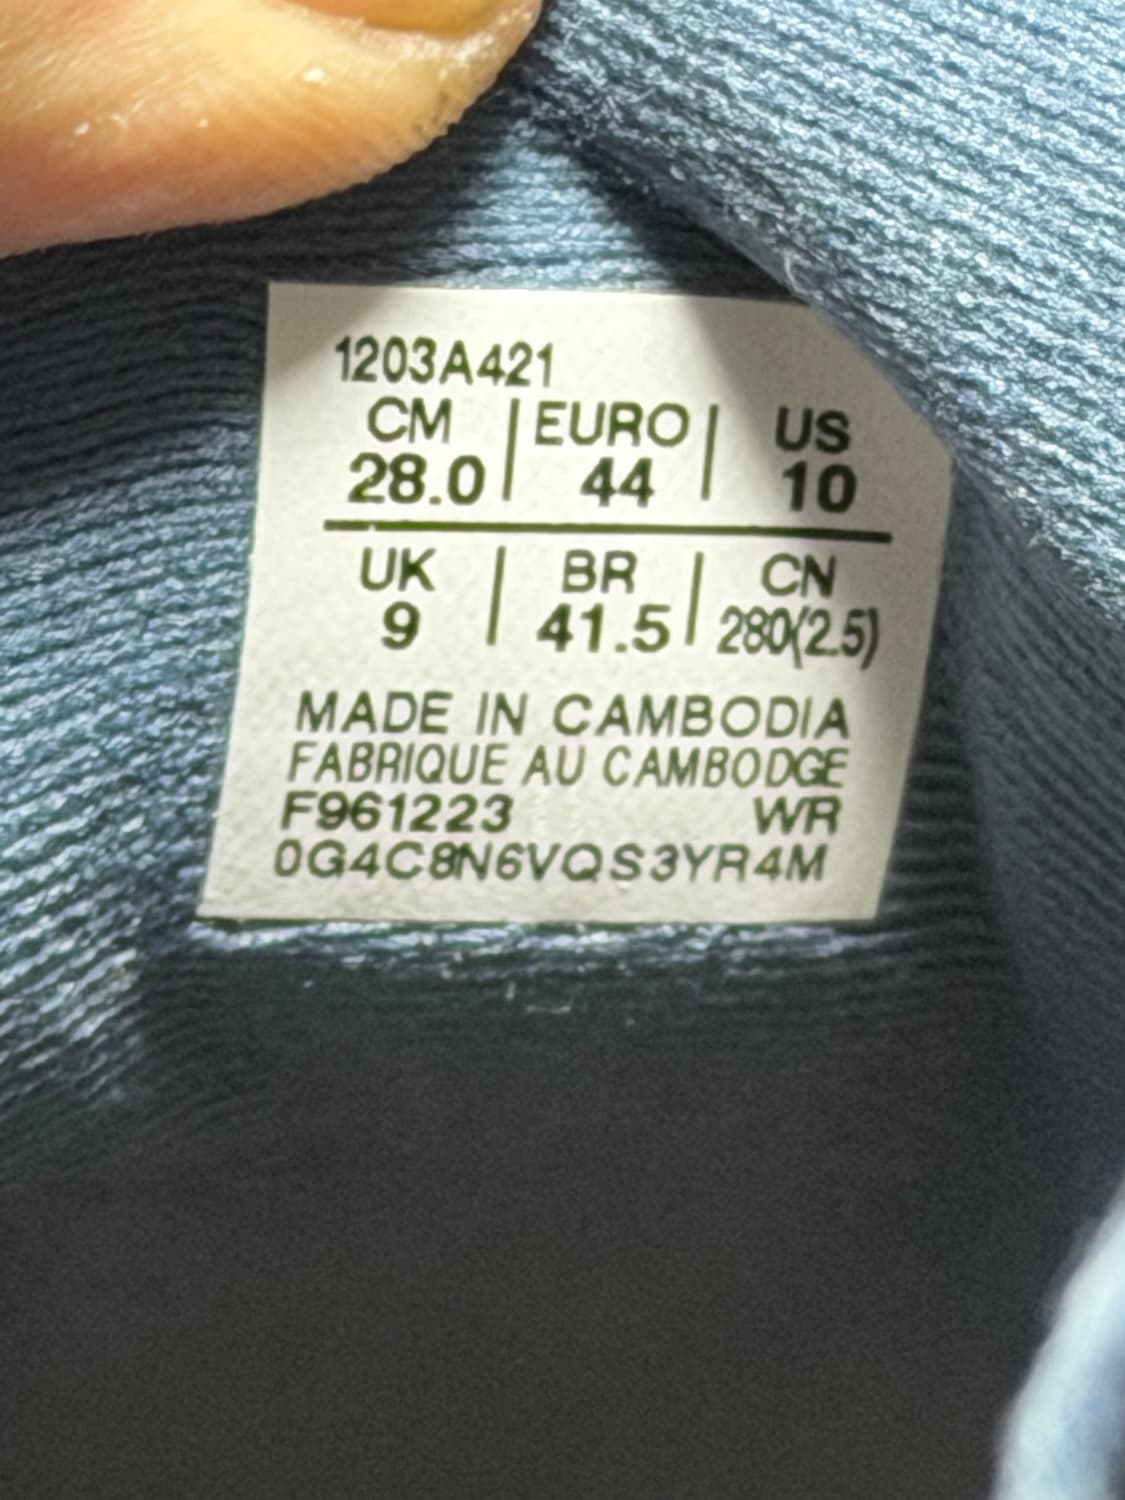 1203A421
CM | EURO | US
28.0 | 44 | 10
UK | BR | CN
9 | 41.5 | 280(2.5)
MADE IN CAMBODIA
FABRIQUE AU CAMBODGE
F961223 WR
0G4C8N6VQS3YR4M